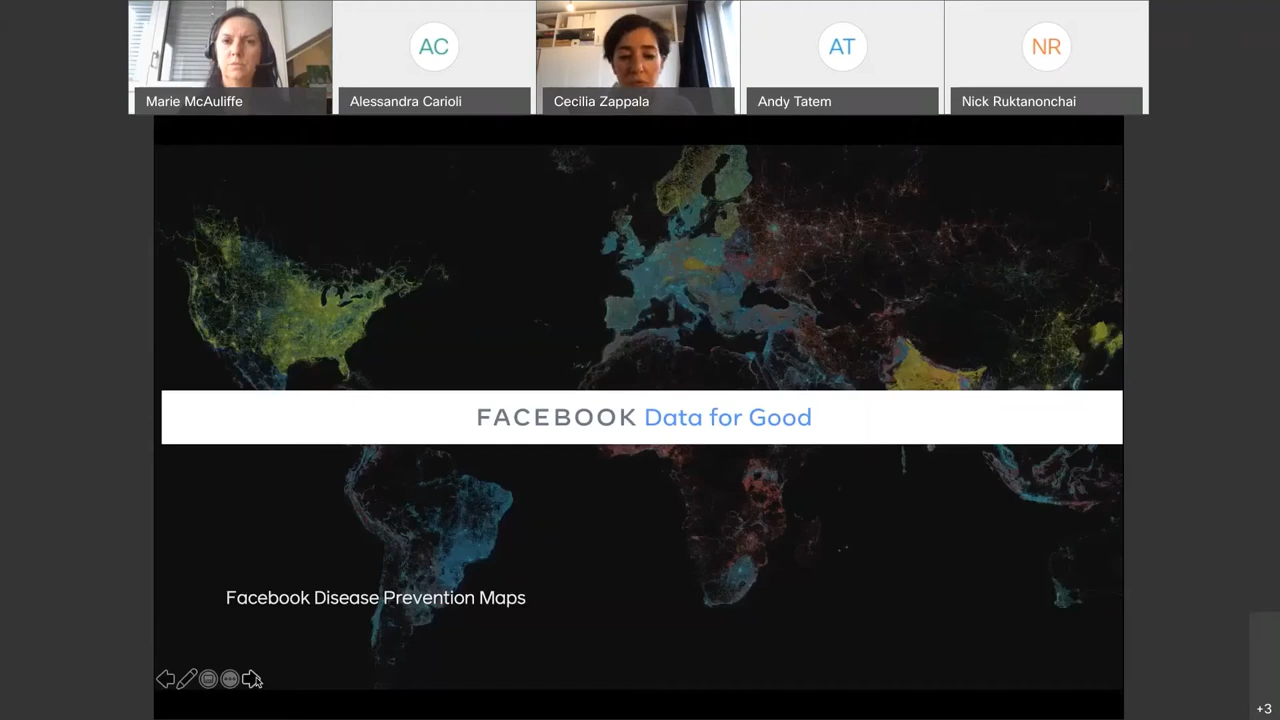 AC
AT
NR
Marie McAuliffe
Alessandra Carioli
Cecilia Zappala
Andy Tatem
Nick Ruktanonchai
FACEBOOK Data for Good
Facebook Disease Prevention Maps
+3